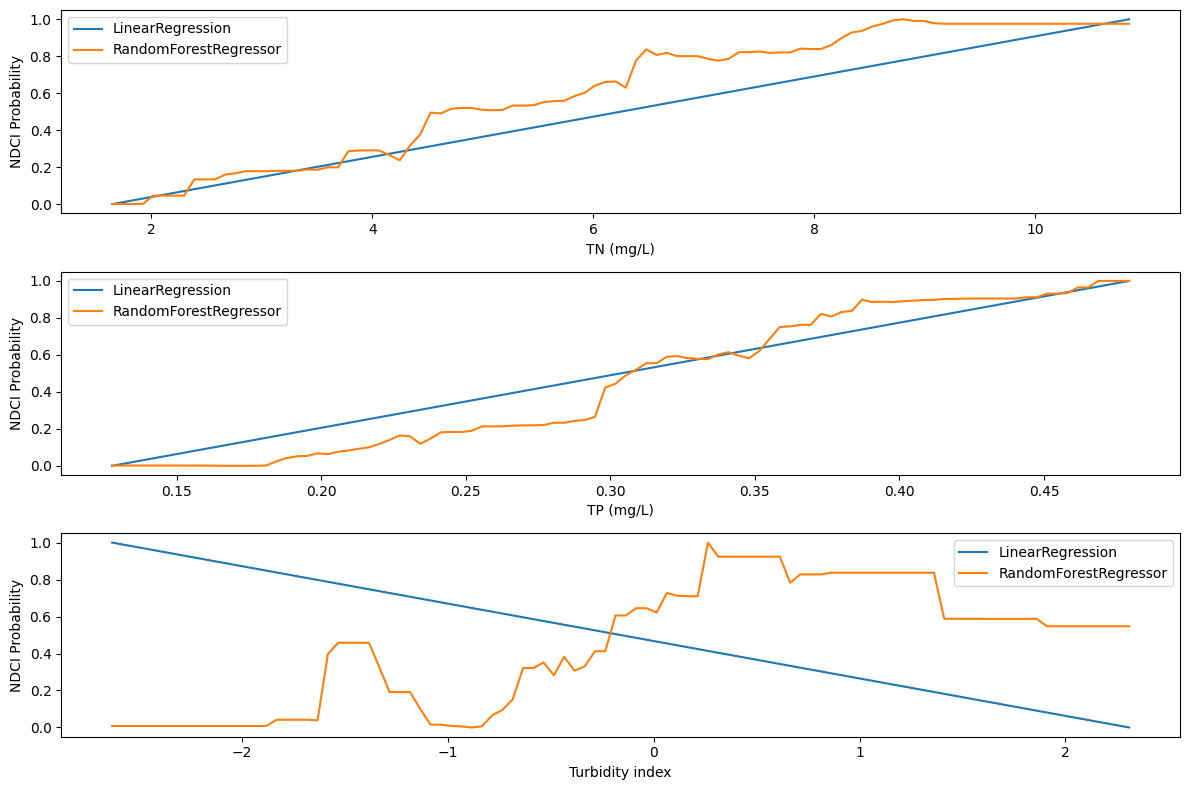 LinearRegression
RandomForestRegressor
NDCI Probability
1.0
0.8
0.6
0.4
0.2
0.0
2 4 6 8 10
TN (mg/L)
LinearRegression
RandomForestRegressor
NDCI Probability
1.0
0.8
0.6
0.4
0.2
0.0
0.15 0.20 0.25 0.30 0.35 0.40 0.45
TP (mg/L)
LinearRegression
RandomForestRegressor
NDCI Probability
1.0
0.8
0.6
0.4
0.2
0.0
−2 −1 0 1 2
Turbidity index